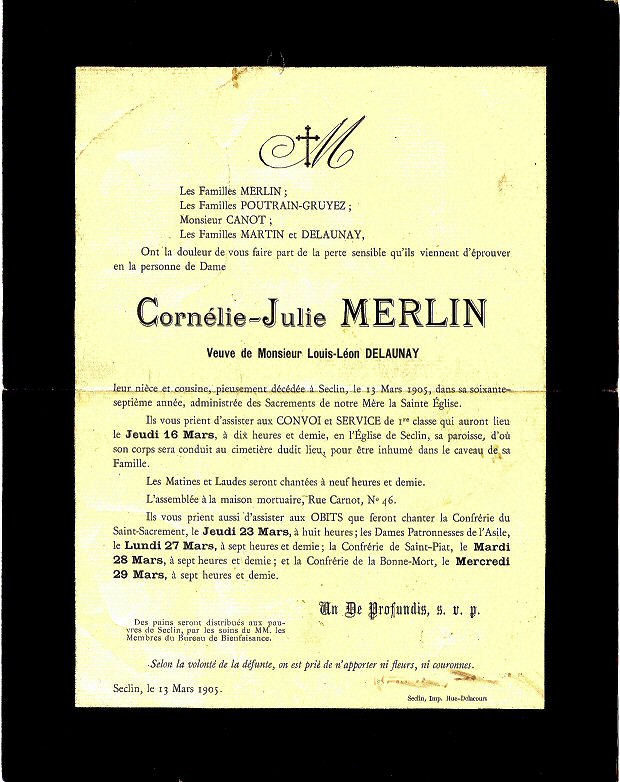 M
Les Familles MERLIN ;
Les Familles POUTRAIN-GRUYEZ ;
Monsieur CANOT ;
Les Familles MARTIN et DELAUNAY,
Ont la douleur de vous faire part de la perte sensible qu'ils viennent d'éprouver
en la personne de Dame
Cornélie-Julie MERLIN
Veuve de Monsieur Louis-Léon DELAUNAY
leur nièce et cousine, pieusement décédée à Seclin, le 13 Mars 1905, dans sa soixante-
septième année, administrée des Sacrements de notre Mère la Sainte Église.
Ils vous prient d'assister aux CONVOI et SERVICE de 1re classe qui auront lieu
le Jeudi 16 Mars, à dix heures et demie, en l'Église de Seclin, sa paroisse, d'où
son corps sera conduit au cimetière dudit lieu, pour être inhumé dans le caveau de sa
Famille.
Les Matines et Laudes seront chantées à neuf heures et demie.
L'assemblée à la maison mortuaire, Rue Carnot, No 46.
Ils vous prient aussi d'assister aux OBITS que feront chanter la Confrérie du
Saint-Sacrement, le Jeudi 23 Mars, à huit heures ; les Dames Patronnesses de l'Asile,
le Lundi 27 Mars, à sept heures et demie ; la Confrérie de Saint-Piat, le Mardi
28 Mars, à sept heures et demie ; et la Confrérie de la Bonne-Mort, le Mercredi
29 Mars, à sept heures et demie.
Un De Profundis, s. v. p.
Des pains seront distribués aux pau-
vres de Seclin, par les soins de MM. les
Membres du Bureau de Bienfaisance.
Selon la volonté de la défunte, on est prié de n'apporter ni fleurs, ni couronnes.
Seclin, le 13 Mars 1905.
Seclin, Imp. Hue-Delacourt